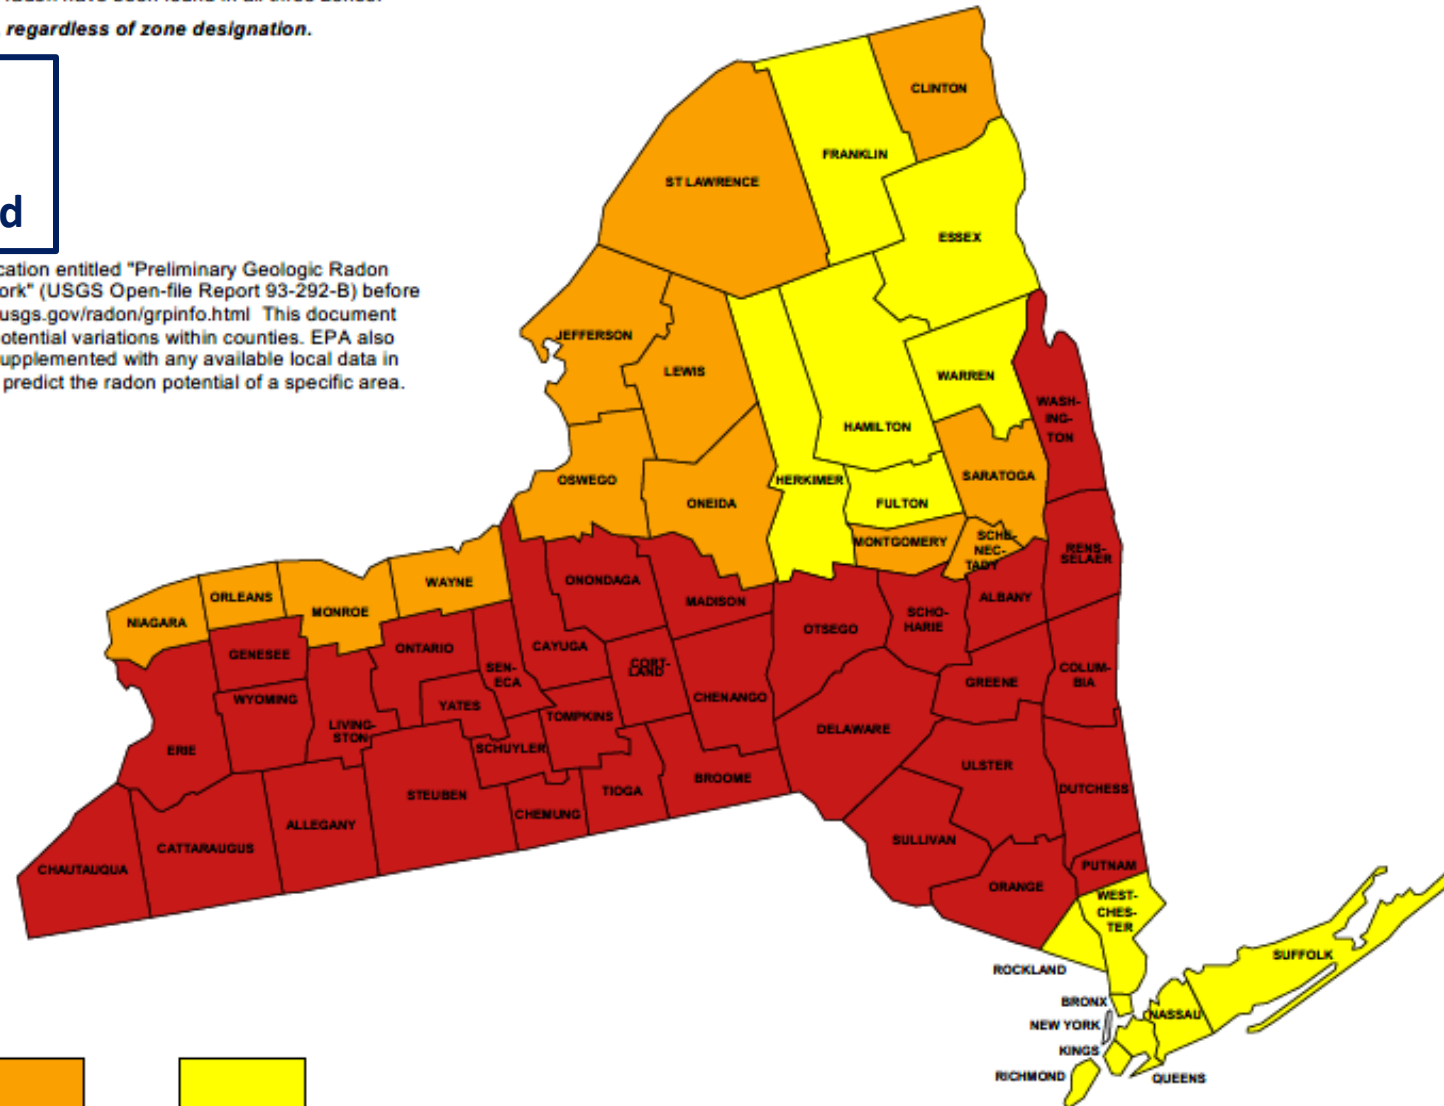 regardless of zone designation.
d
cation entitled "Preliminary Geologic Radon
ork" (USGS Open-file Report 93-292-B) before
usgs.gov/radon/grpinfo.html This document
otential variations within counties. EPA also
upplemented with any available local data in
predict the radon potential of a specific area.
CLINTON
FRANKLIN
ST LAWRENCE
ESSEX
JEFFERSON
LEWIS
WARREN
WASH-
ING-
TON
HAMILTON
OSWEGO
ONEIDA
HERKIMER
FULTON
SARATOGA
MONTGOMERY
SCHE-
NEC-
TADY
RENS-
SELAER
NIAGARA
ORLEANS
MONROE
WAYNE
ONONDAGA
MADISON
OTSEGO
SCHO-
HARIE
ALBANY
GENESEE
WYOMING
ONTARIO
SEN-
ECA
CAYUGA
CORT-
LAND
CHENANGO
GREENE
COLUM-
BIA
ERIE
LIVING-
STON
YATES
TOMPKINS
SCHUYLER
DELAWARE
ULSTER
DUTCHESS
CHAUTAUQUA
CATTARAUGUS
ALLEGANY
STEUBEN
CHEMUNG
TIOGA
BROOME
SULLIVAN
ORANGE
PUTNAM
WEST-
CHES-
TER
ROCKLAND
SUFFOLK
BRONX
NEW YORK
NASSAU
KINGS
RICHMOND
QUEENS